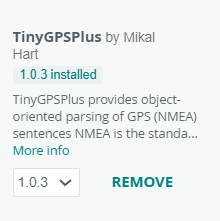 TinyGPSPlus by Mikal
Hart
1.0.3 installed
TinyGPSPlus provides object-
oriented parsing of GPS (NMEA)
sentences NMEA is the standa...
More info
1.0.3 REMOVE